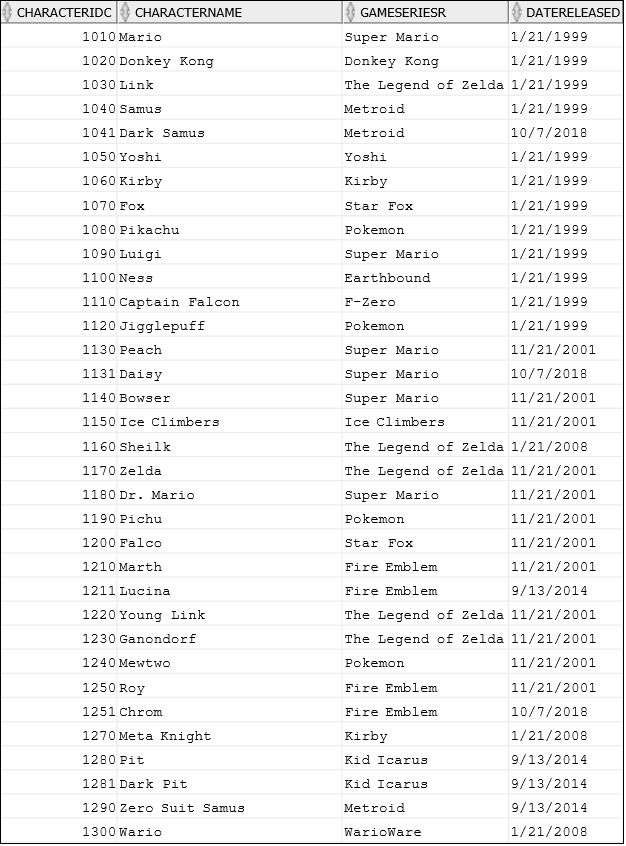 CHARACTERIDC CHARACTERNAME GAMESERIESR DATERELEASED
1010 Mario Super Mario 1/21/1999
1020 Donkey Kong Donkey Kong 1/21/1999
1030 Link The Legend of Zelda 1/21/1999
1040 Samus Metroid 1/21/1999
1041 Dark Samus Metroid 10/7/2018
1050 Yoshi Yoshi 1/21/1999
1060 Kirby Kirby 1/21/1999
1070 Fox Star Fox 1/21/1999
1080 Pikachu Pokemon 1/21/1999
1090 Luigi Super Mario 1/21/1999
1100 Ness Earthbound 1/21/1999
1110 Captain Falcon F-Zero 1/21/1999
1120 Jigglepuff Pokemon 1/21/1999
1130 Peach Super Mario 11/21/2001
1131 Daisy Super Mario 10/7/2018
1140 Bowser Super Mario 11/21/2001
1150 Ice Climbers Ice Climbers 11/21/2001
1160 Sheilk The Legend of Zelda 1/21/2008
1170 Zelda The Legend of Zelda 11/21/2001
1180 Dr. Mario Super Mario 11/21/2001
1190 Pichu Pokemon 11/21/2001
1200 Falco Star Fox 11/21/2001
1210 Marth Fire Emblem 11/21/2001
1211 Lucina Fire Emblem 9/13/2014
1220 Young Link The Legend of Zelda 11/21/2001
1230 Ganondorf The Legend of Zelda 11/21/2001
1240 Mewtwo Pokemon 11/21/2001
1250 Roy Fire Emblem 11/21/2001
1251 Chrom Fire Emblem 10/7/2018
1270 Meta Knight Kirby 1/21/2008
1280 Pit Kid Icarus 9/13/2014
1281 Dark Pit Kid Icarus 9/13/2014
1290 Zero Suit Samus Metroid 9/13/2014
1300 Wario WarioWare 1/21/2008